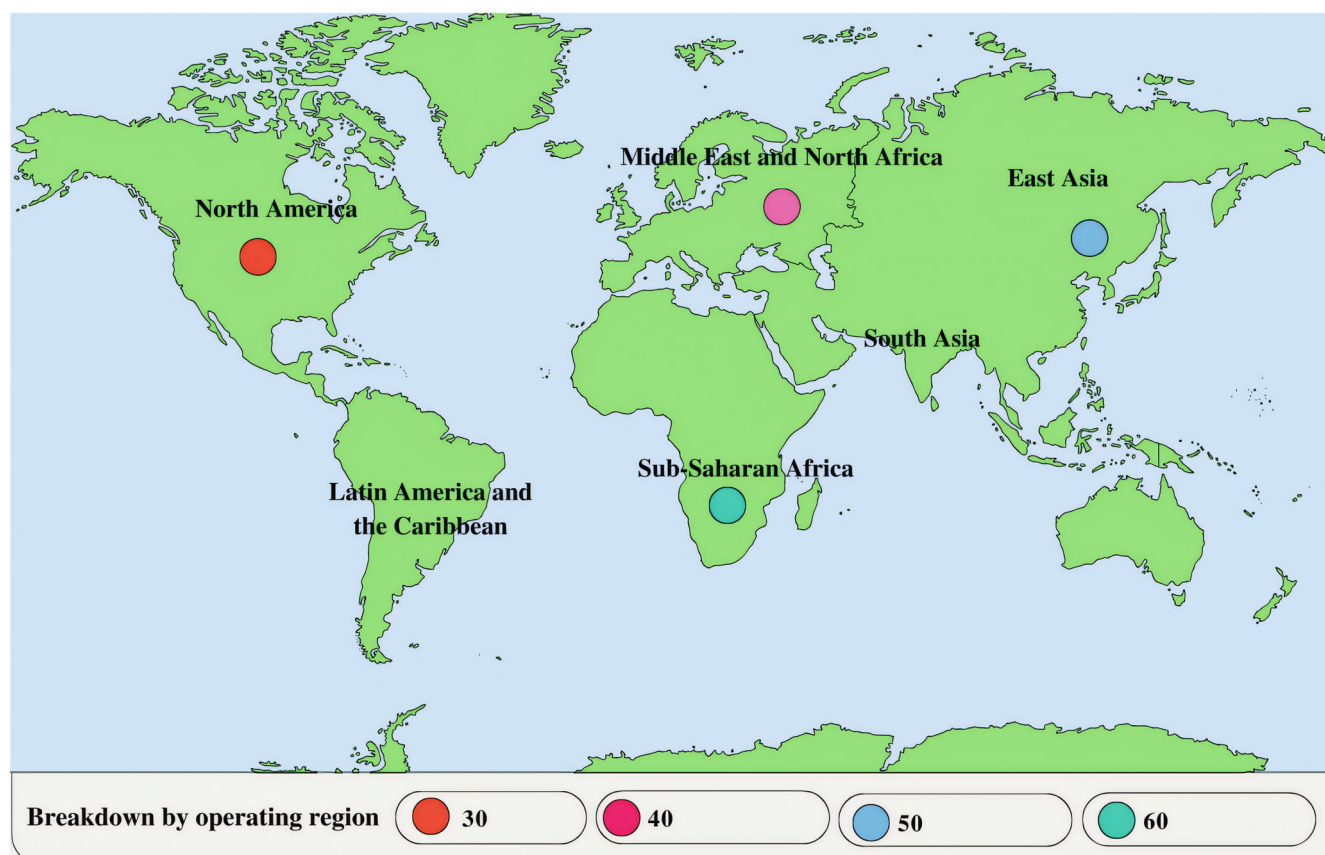 Middle East and North Africa
East Asia
North America
South Asia
Sub-Saharan Africa
Latin America and
the Caribbean
Breakdown by operating region
30
40
50
60